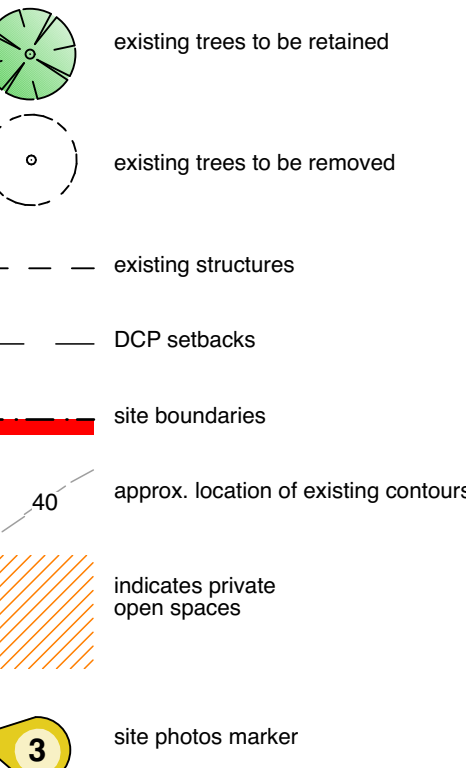 existing trees to be retained
existing trees to be removed
existing structures
DCP setbacks
site boundaries
40
approx. location of existing contours
indicates private
open spaces
3
site photos marker